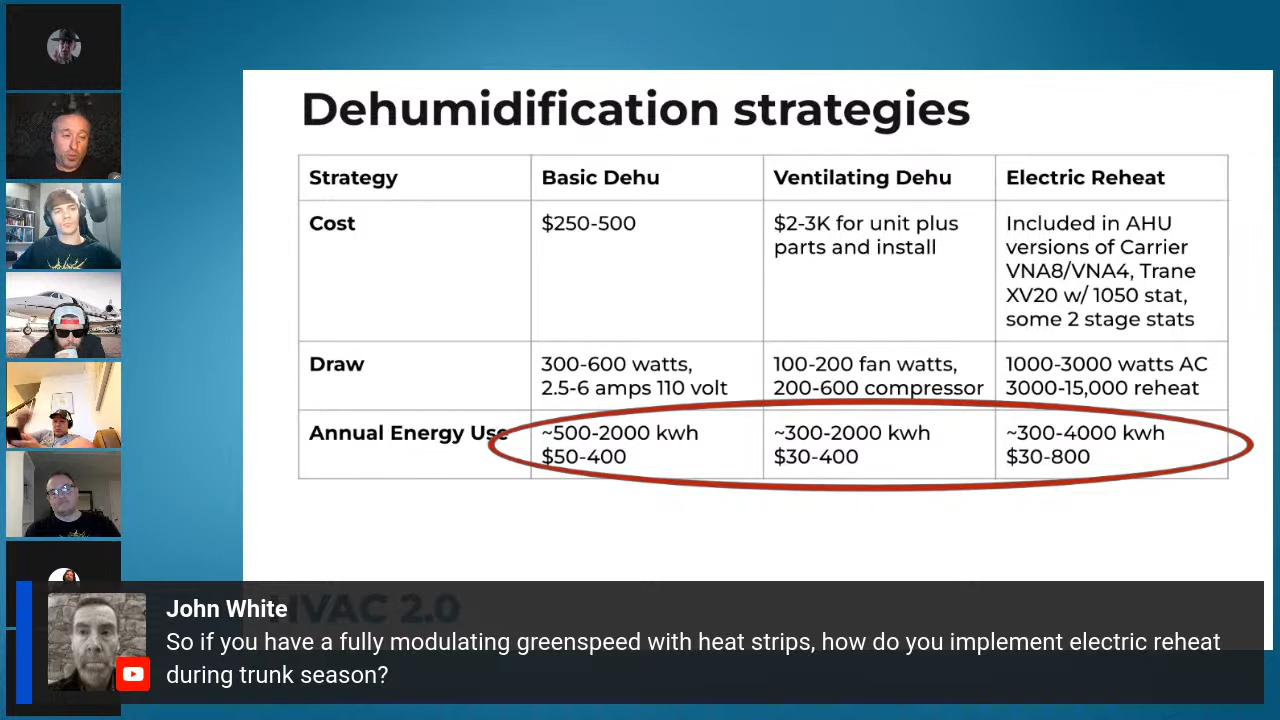 Dehumidification strategies
Strategy
Basic Dehu
Ventilating Dehu
Electric Reheat
Cost
$250-500
$2-3K for unit plus
parts and install
Included in AHU
versions of Carrier
VNA8/VNA4, Trane
XV20 w/ 1050 stat,
some 2 stage stats
Draw
300-600 watts,
2.5-6 amps 110 volt
100-200 fan watts,
200-600 compressor
1000-3000 watts AC
3000-15,000 reheat
Annual Energy Use
~500-2000 kwh
$50-400
~300-2000 kwh
$30-400
~300-4000 kwh
$30-800
HVAC 2.0
John White
So if you have a fully modulating greenspeed with heat strips, how do you implement electric reheat
during trunk season?